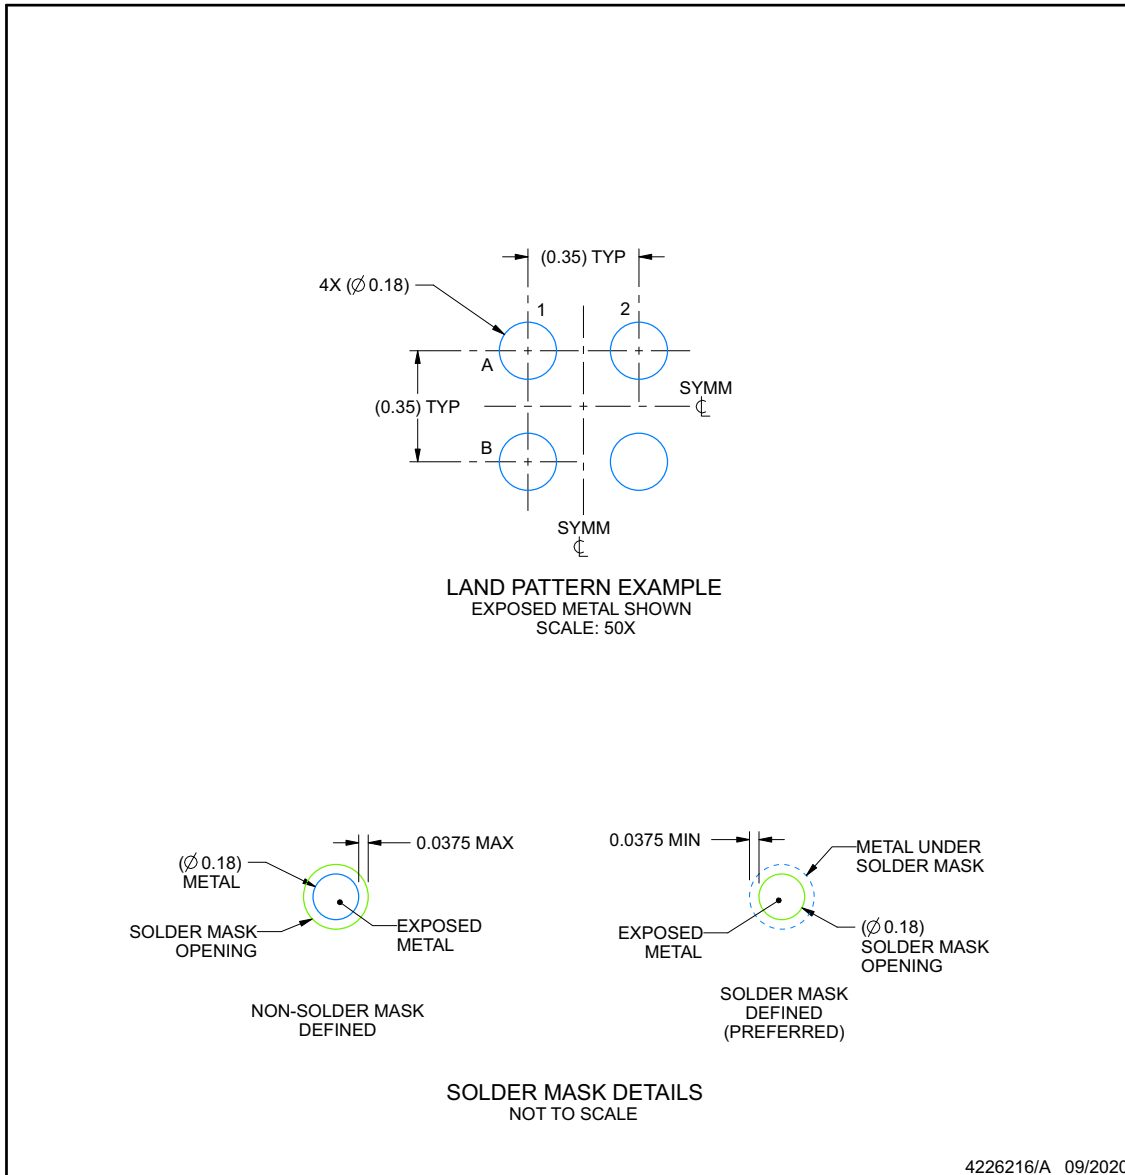 (0.35) TYP
4X (∅ 0.18)
1
2
A
SYMM
℄
(0.35) TYP
B
SYMM
℄
LAND PATTERN EXAMPLE
EXPOSED METAL SHOWN
SCALE: 50X
0.0375 MAX
(∅ 0.18)
METAL
SOLDER MASK
OPENING
EXPOSED
METAL
NON-SOLDER MASK
DEFINED
0.0375 MIN
METAL UNDER
SOLDER MASK
EXPOSED
METAL
(∅ 0.18)
SOLDER MASK
OPENING
SOLDER MASK
DEFINED
(PREFERRED)
SOLDER MASK DETAILS
NOT TO SCALE
4226216/A 09/2020